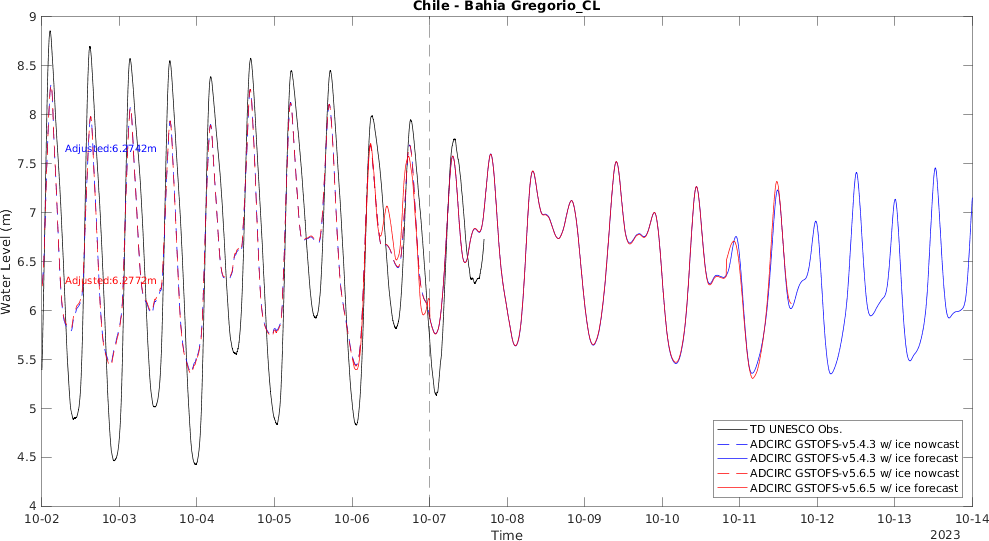 Chile - Bahia Gregorio_CL
9
8.5
8
7.5
7
6.5
6
5.5
5
4.5
4
Water Level (m)
Adjusted:6.2742m
Adjusted:6.2772m
TD UNESCO Obs.
ADCIRC GSTOFS-v5.4.3 w/ ice nowcast
ADCIRC GSTOFS-v5.4.3 w/ ice forecast
ADCIRC GSTOFS-v5.6.5 w/ ice nowcast
ADCIRC GSTOFS-v5.6.5 w/ ice forecast
10-02 10-03 10-04 10-05 10-06 10-07 10-08 10-09 10-10 10-11 10-12 10-13 10-14
Time
2023